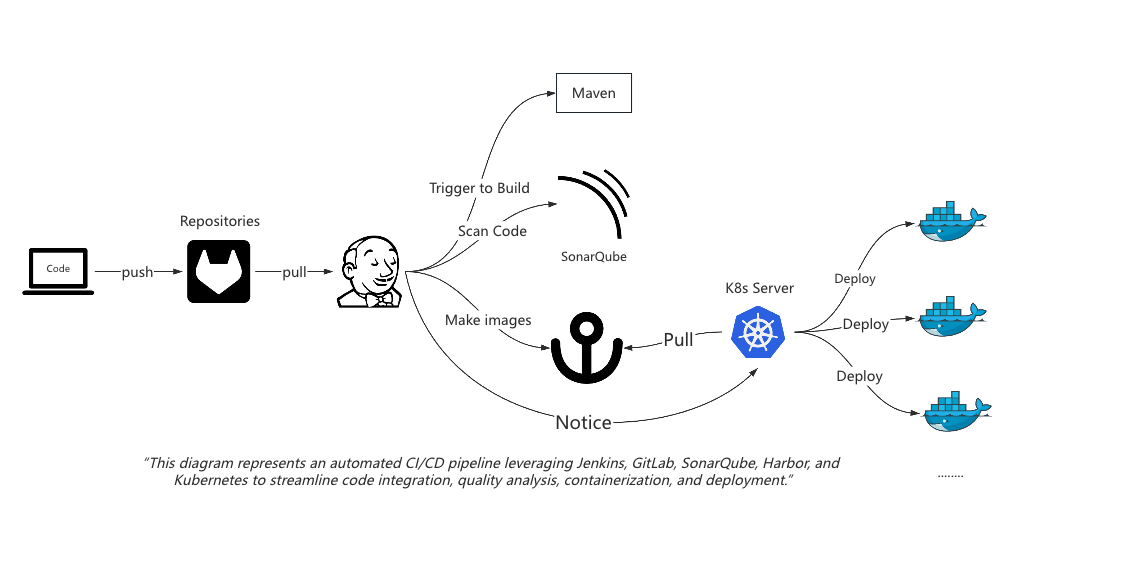 Maven
Trigger to Build
Scan Code
Repositories
SonarQube
Code
push
pull
Make images
K8s Server
Pull
Deploy
Deploy
Deploy
Notice
“This diagram represents an automated CI/CD pipeline leveraging Jenkins, GitLab, SonarQube, Harbor, and
Kubernetes to streamline code integration, quality analysis, containerization, and deployment.”
........